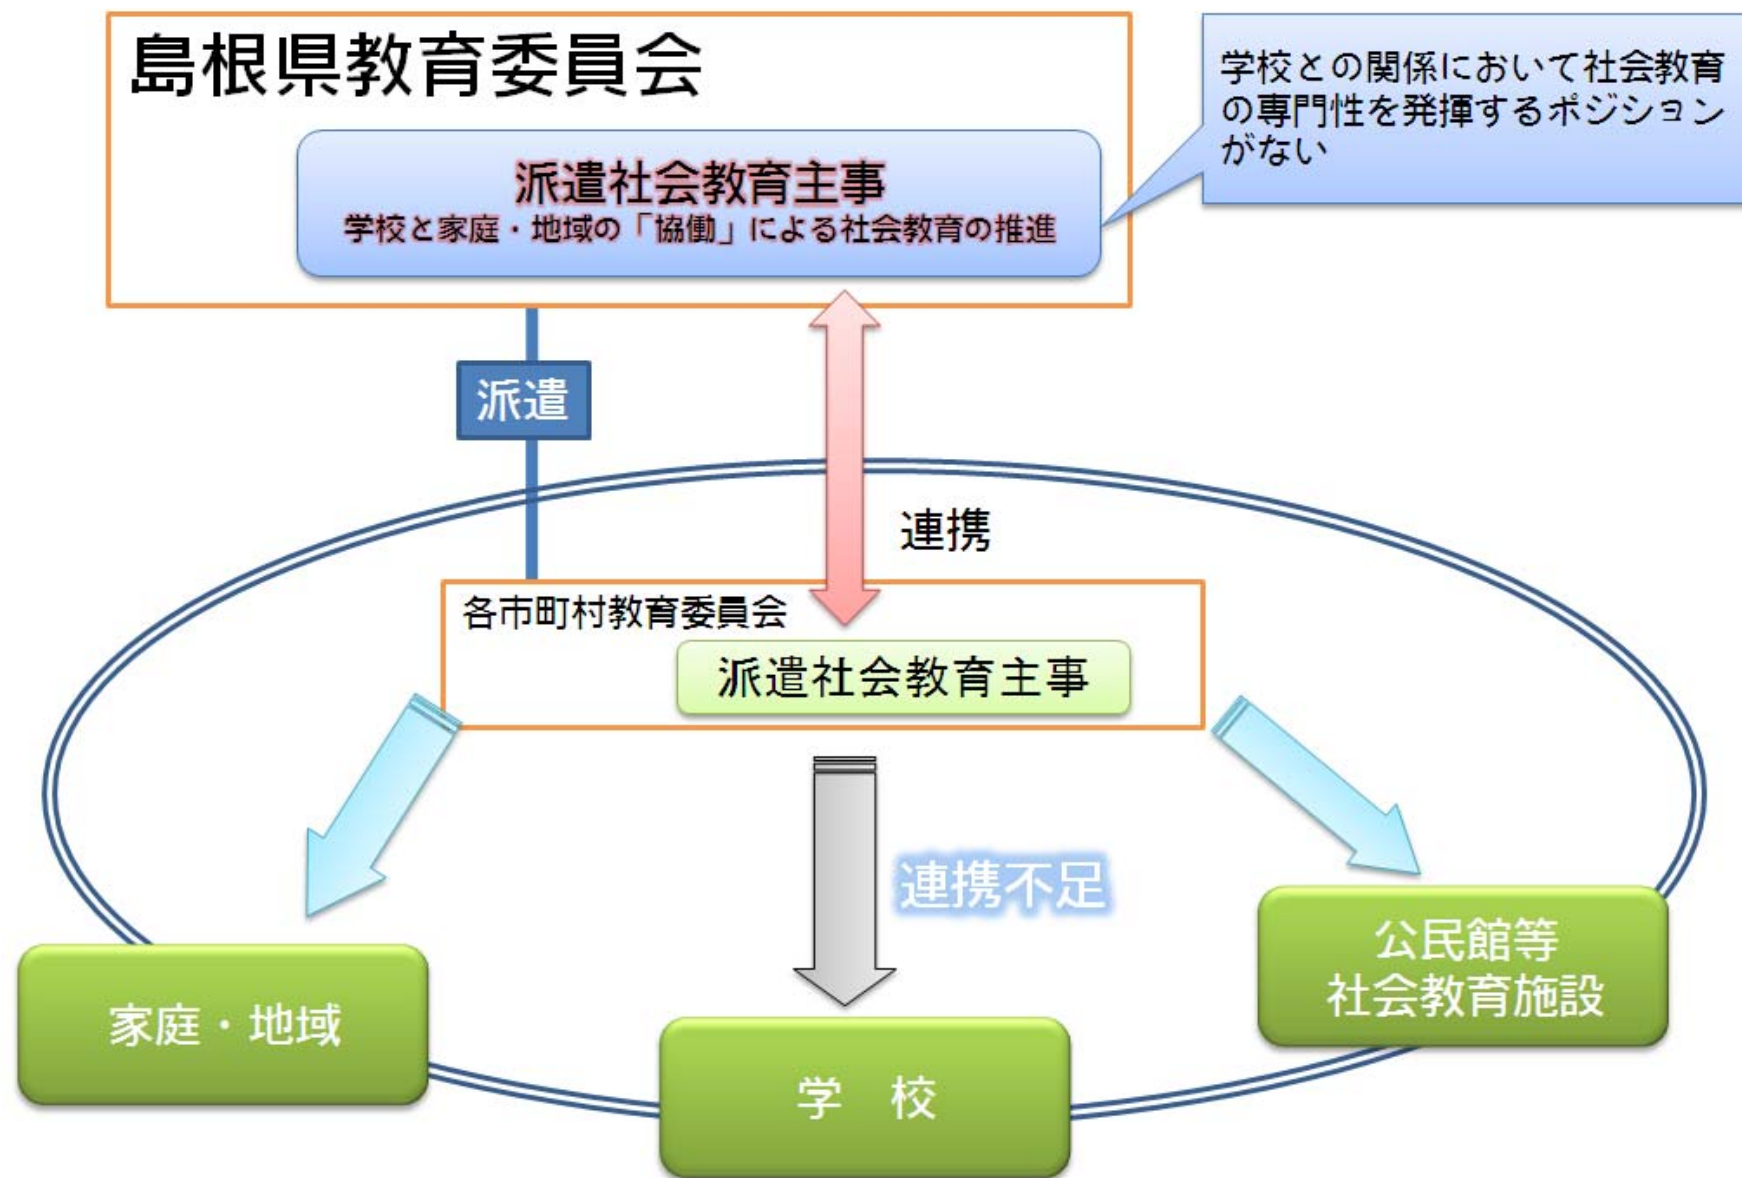 島根県教育委員会
学校との関係において社会教育
の専門性を発揮するポジション
がない
派遣社会教育主事
学校と家庭・地域の「協働」による社会教育の推進
派遣
連携
各市町村教育委員会
派遣社会教育主事
連携不足
家庭・地域
学　校
公民館等
社会教育施設